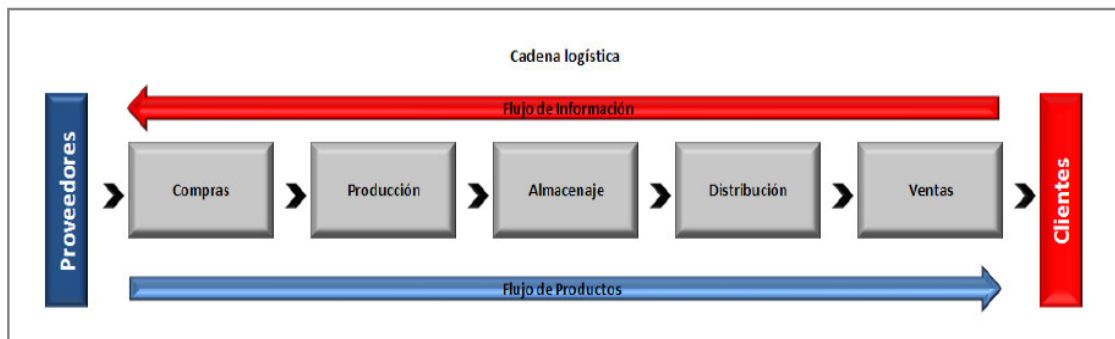 Cadena logística
Flujo de Información
Proveedores
Compras
Producción
Almacenaje
Distribución
Ventas
Clientes
Flujo de Productos